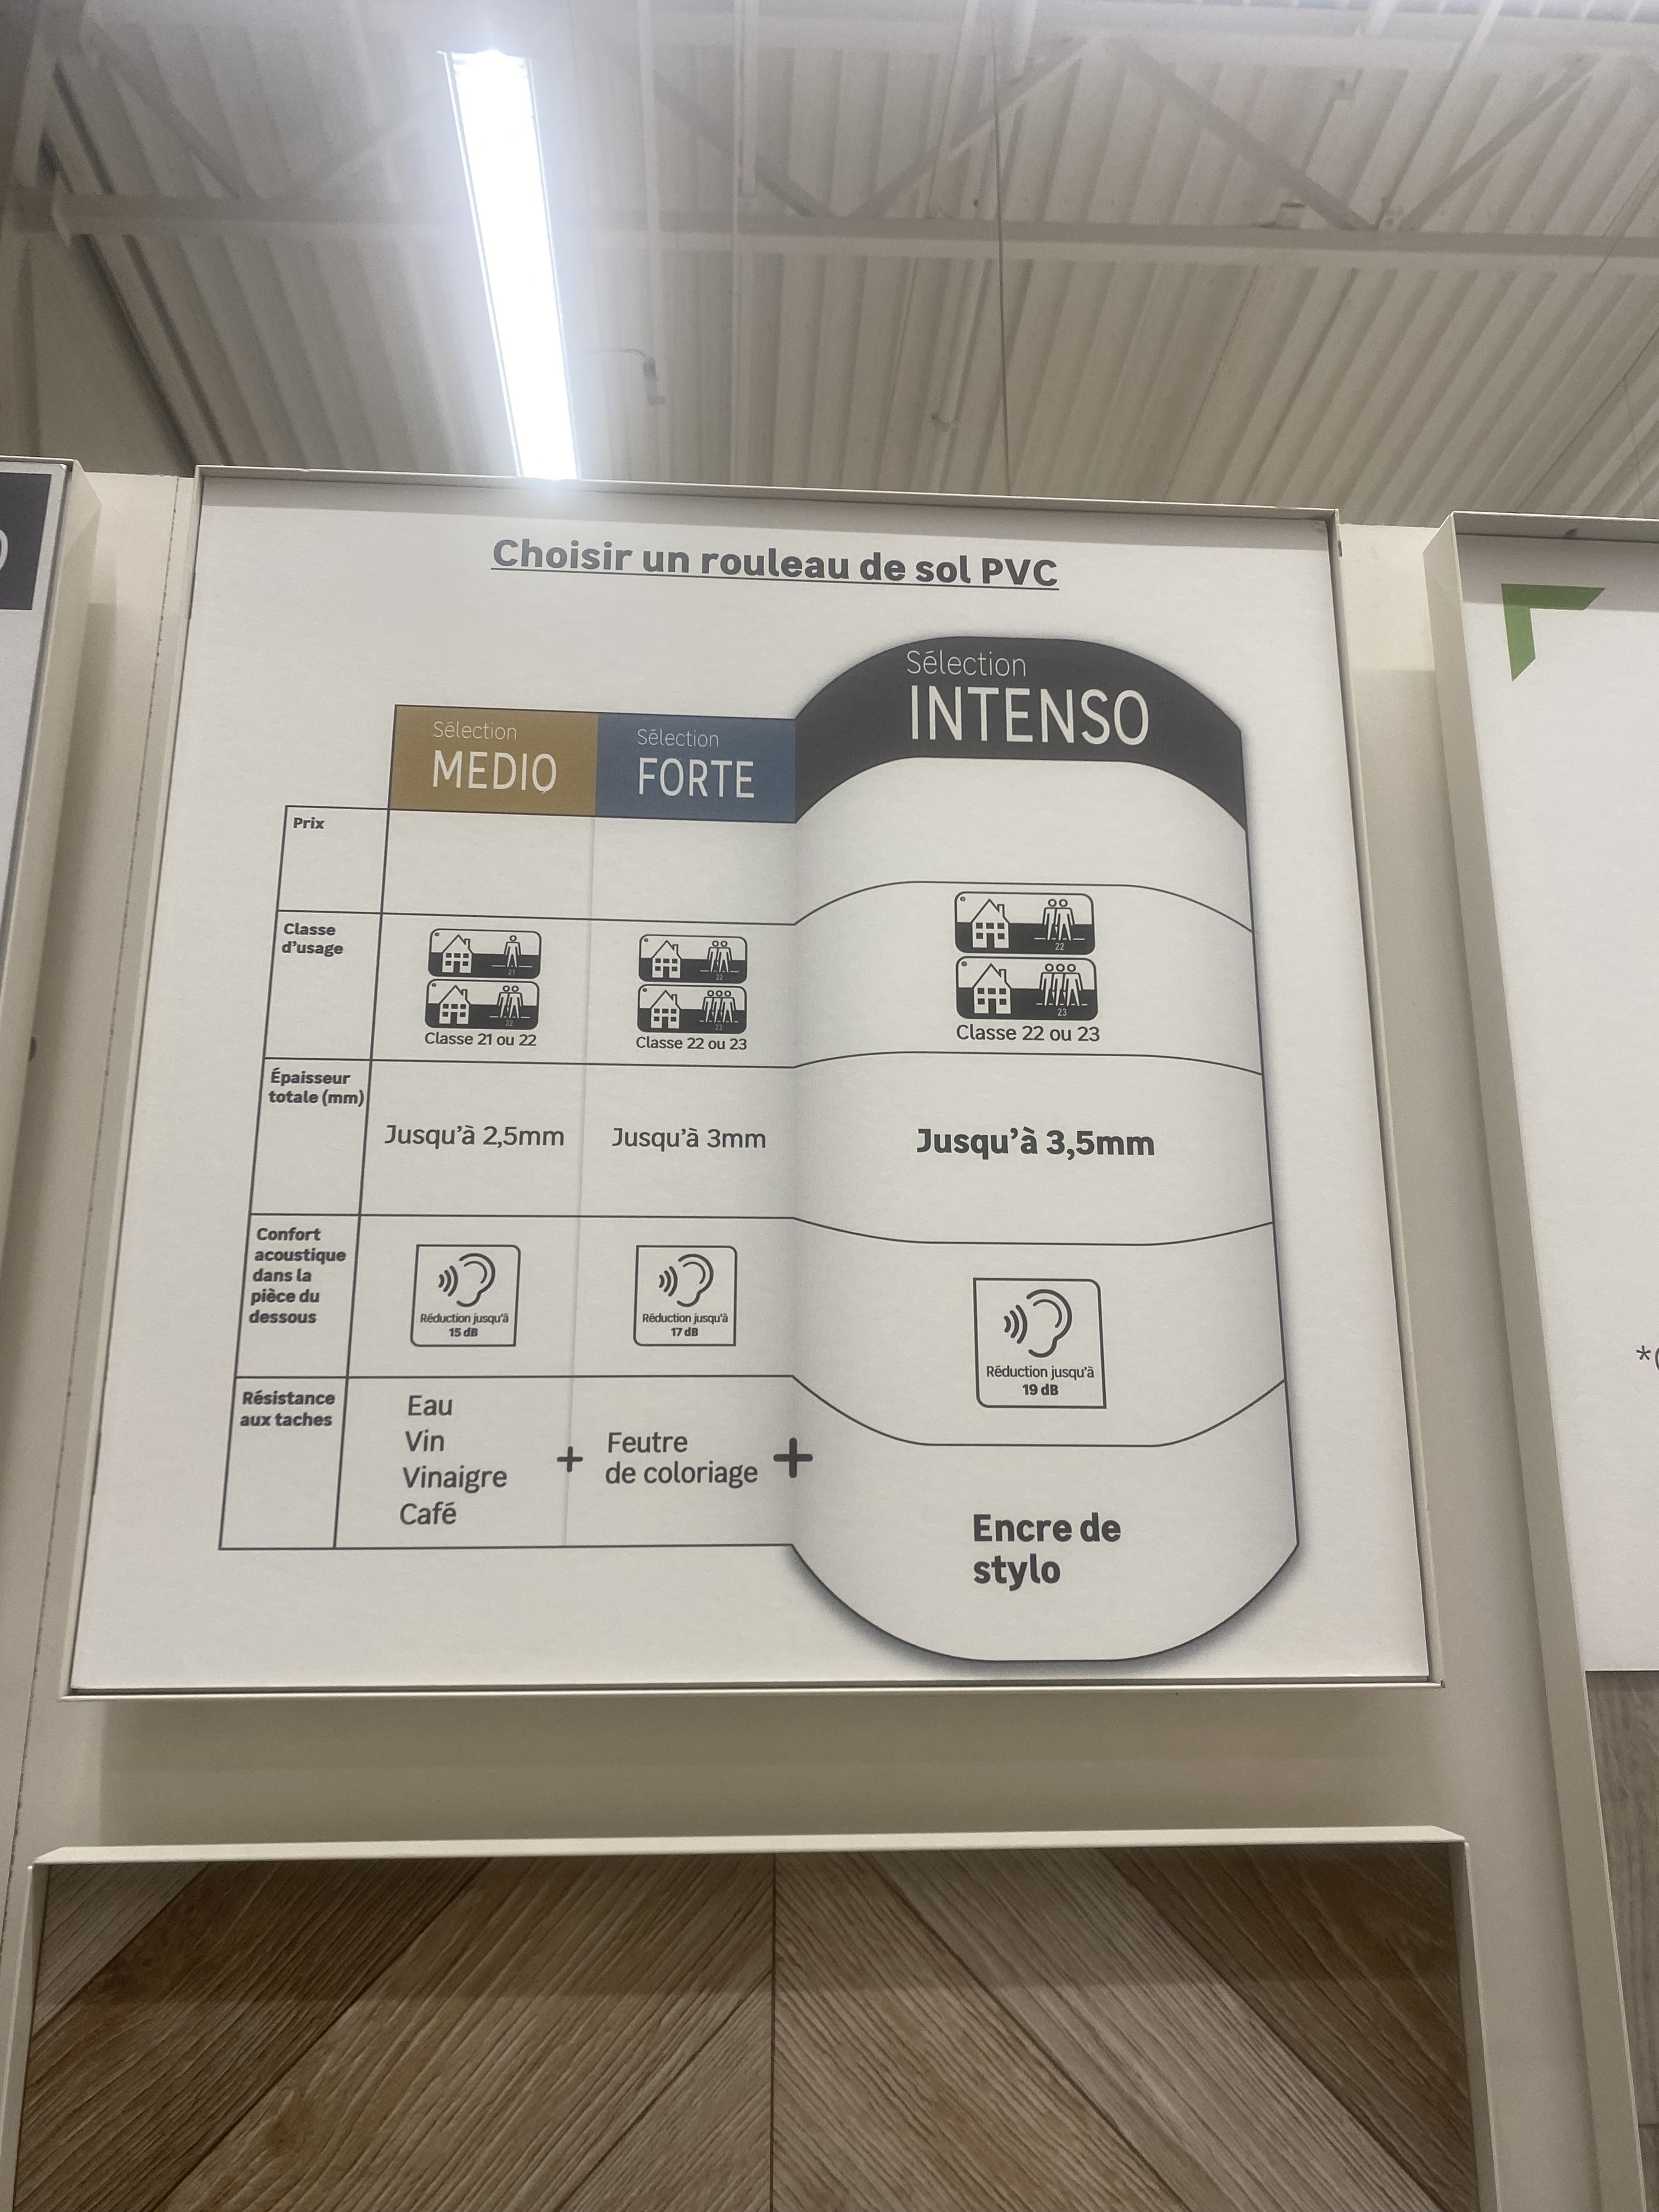 Choisir un rouleau de sol PVC
Sélection
MEDIO
Sélection
FORTE
Sélection
INTENSO
Prix
Classe
d'usage
21
22
Classe 21 ou 22
22
23
Classe 22 ou 23
22
23
Classe 22 ou 23
Épaisseur
totale (mm)
Jusqu'à 2,5mm
Jusqu'à 3mm
Jusqu'à 3,5mm
Confort
acoustique
dans la
pièce du
dessous
Réduction jusqu'à
15 dB
Réduction jusqu'à
17 dB
Réduction jusqu'à
19 dB
Résistance
aux taches
Eau
Vin
Vinaigre
Café
+
Feutre
de coloriage
+
Encre de
stylo